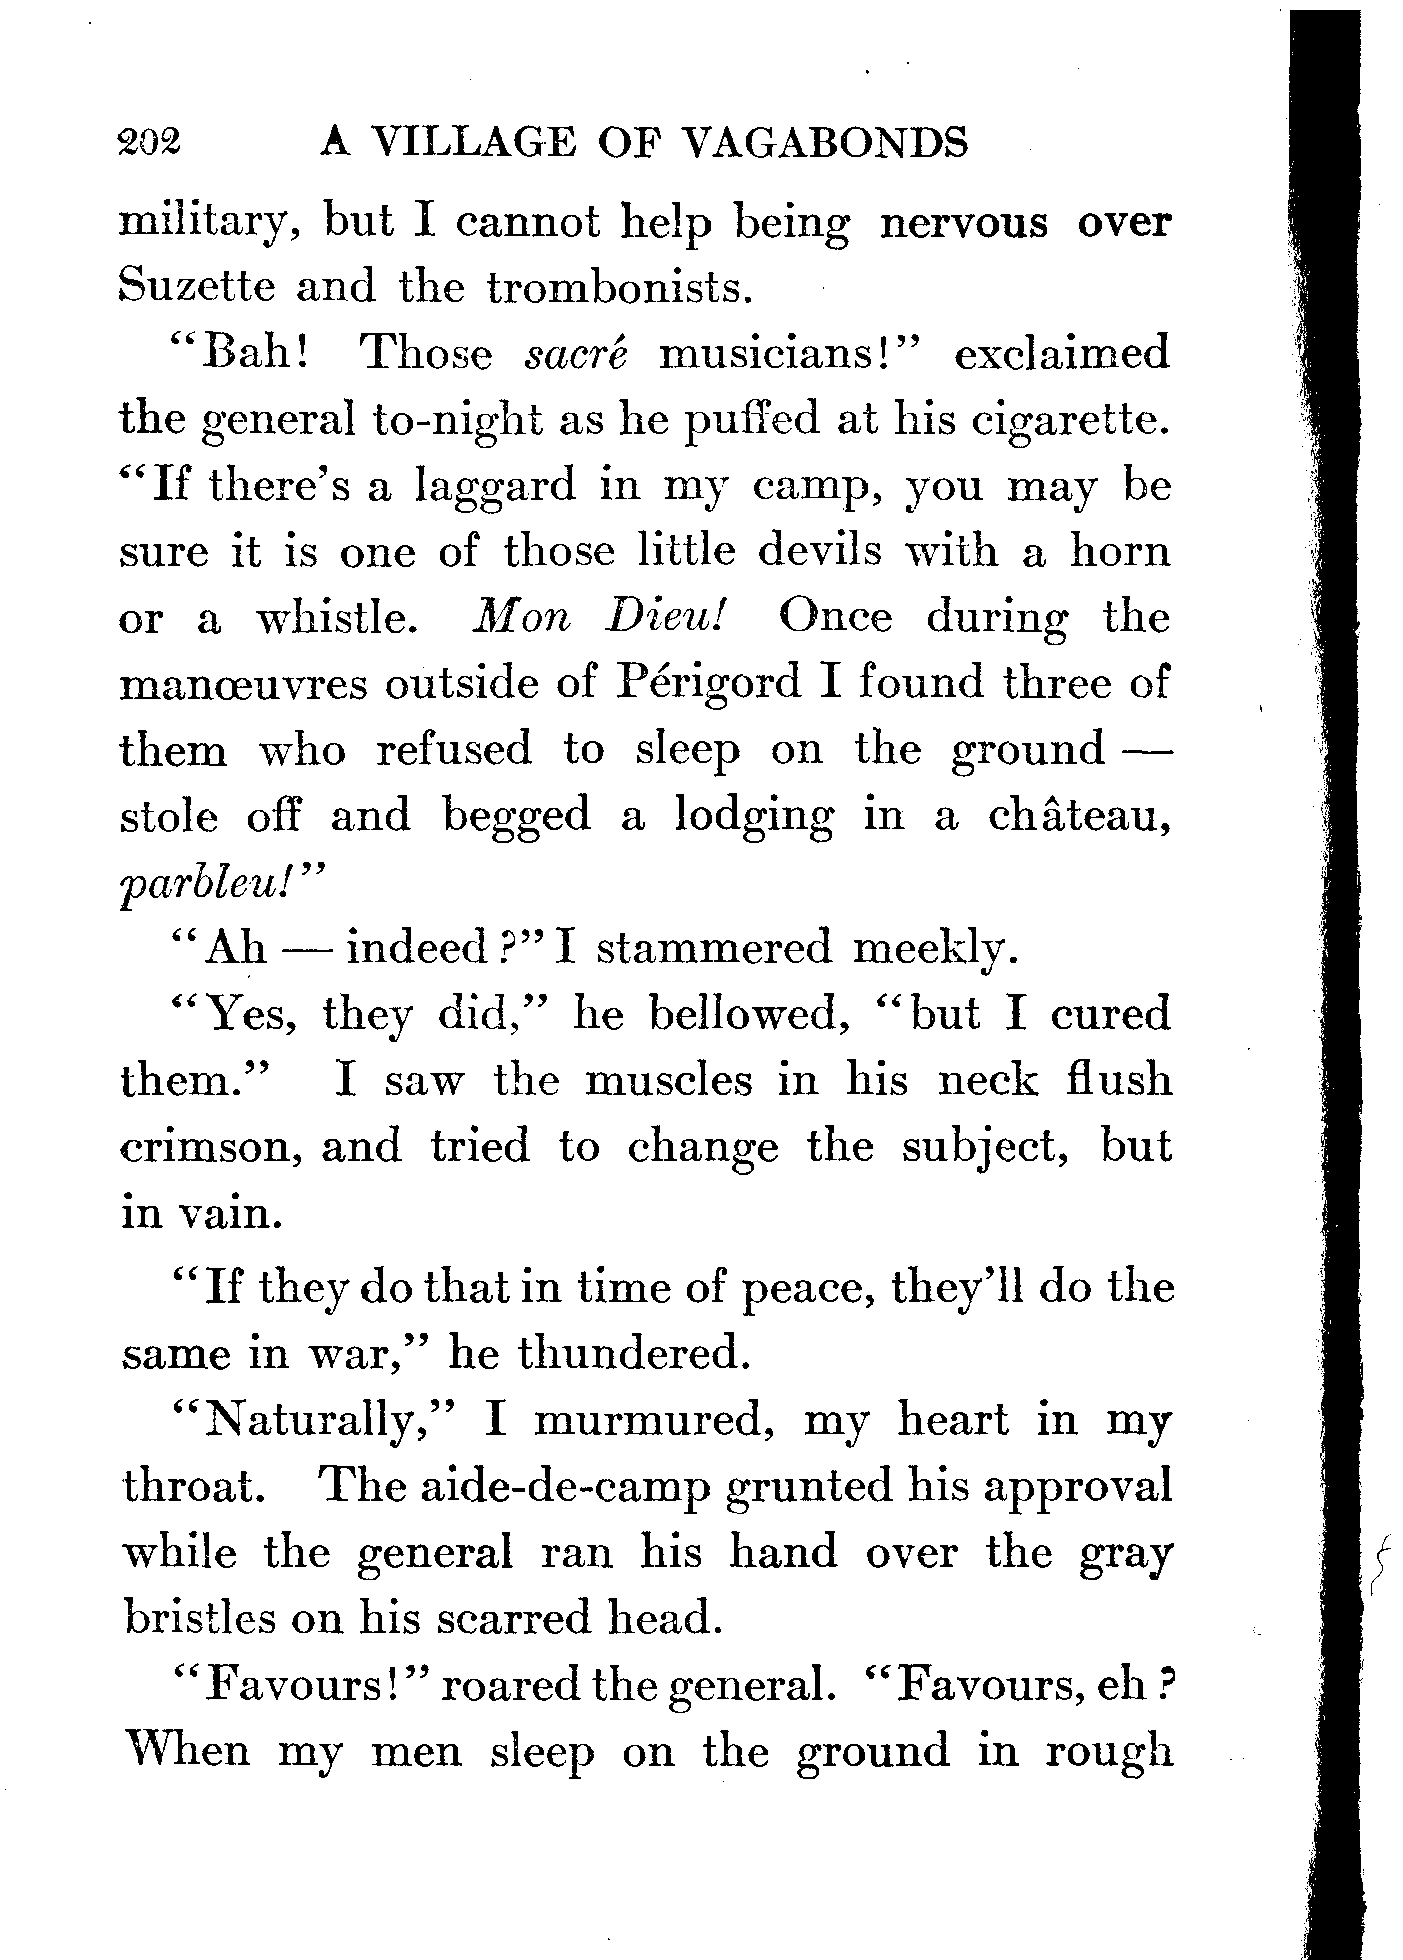 202 A VILLAGE OF VAGABONDS
military, but I cannot help being nervous over
Suzette and the trombonists.
“Bah! Those sacré musicians!” exclaimed
the general to-night as he puffed at his cigarette.
“If there’s a laggard in my camp, you may be
sure it is one of those little devils with a horn
or a whistle. Mon Dieu! Once during the
manœuvres outside of Périgord I found three of
them who refused to sleep on the ground —
stole off and begged a lodging in a château,
parbleu!”
“Ah — indeed?” I stammered meekly.
“Yes, they did,” he bellowed, “but I cured
them.” I saw the muscles in his neck flush
crimson, and tried to change the subject, but
in vain.
“If they do that in time of peace, they’ll do the
same in war,” he thundered.
“Naturally,” I murmured, my heart in my
throat. The aide-de-camp grunted his approval
while the general ran his hand over the gray
bristles on his scarred head.
“Favours!” roared the general. “Favours, eh?
When my men sleep on the ground in rough